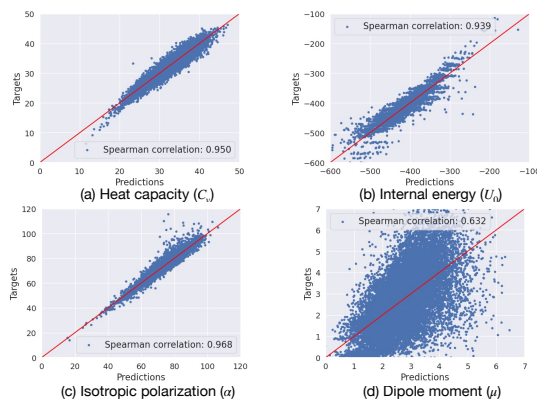 50
40
30
20
10
0
Targets
Spearman correlation: 0.950
0 10 20 30 40 50
Predictions
(a) Heat capacity (Cᵥ)
−100
−200
−300
−400
−500
−600
Targets
Spearman correlation: 0.939
−600 −500 −400 −300 −200 −100
Predictions
(b) Internal energy (U₀)
120
100
80
60
40
20
0
Targets
Spearman correlation: 0.968
0 20 40 60 80 100 120
Predictions
(c) Isotropic polarization (α)
7
6
5
4
3
2
1
0
Targets
Spearman correlation: 0.632
0 1 2 3 4 5 6 7
Predictions
(d) Dipole moment (μ)